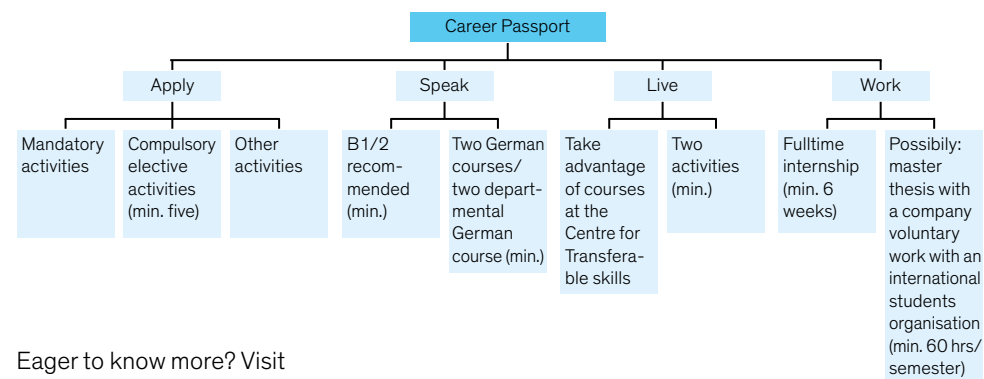 Career Passport
Apply
Speak
Live
Work
Mandatory
activities
Compulsory
elective
activities
(min. five)
Other
activities
B1/2
recom-
mended
(min.)
Two German
courses/
two depart-
mental
German
course (min.)
Take
advantage
of courses
at the
Centre for
Transfera-
ble skills
Two
activities
(min.)
Fulltime
internship
(min. 6
weeks)
Possibily:
master
thesis with
a company
voluntary
work with an
international
students
organisation
(min. 60 hrs/
semester)
Eager to know more? Visit